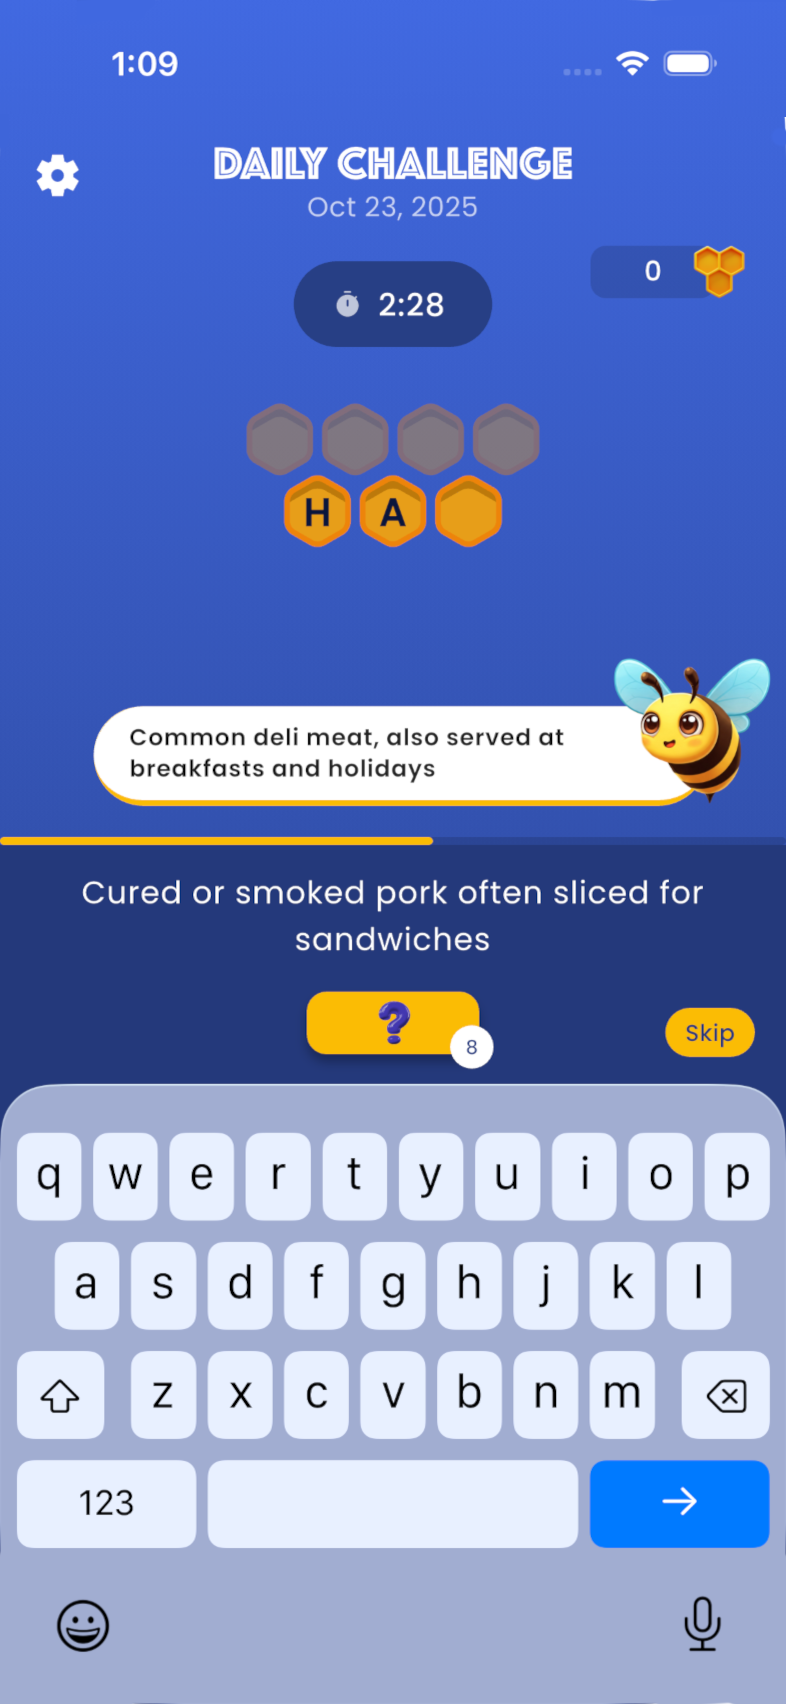 1:09
DAILY CHALLENGE
Oct 23, 2025
0
2:28
H A
Common deli meat, also served at
breakfasts and holidays
Cured or smoked pork often sliced for
sandwiches
?
8
Skip
q w e r t y u i o p
a s d f g h j k l
z x c v b n m
123